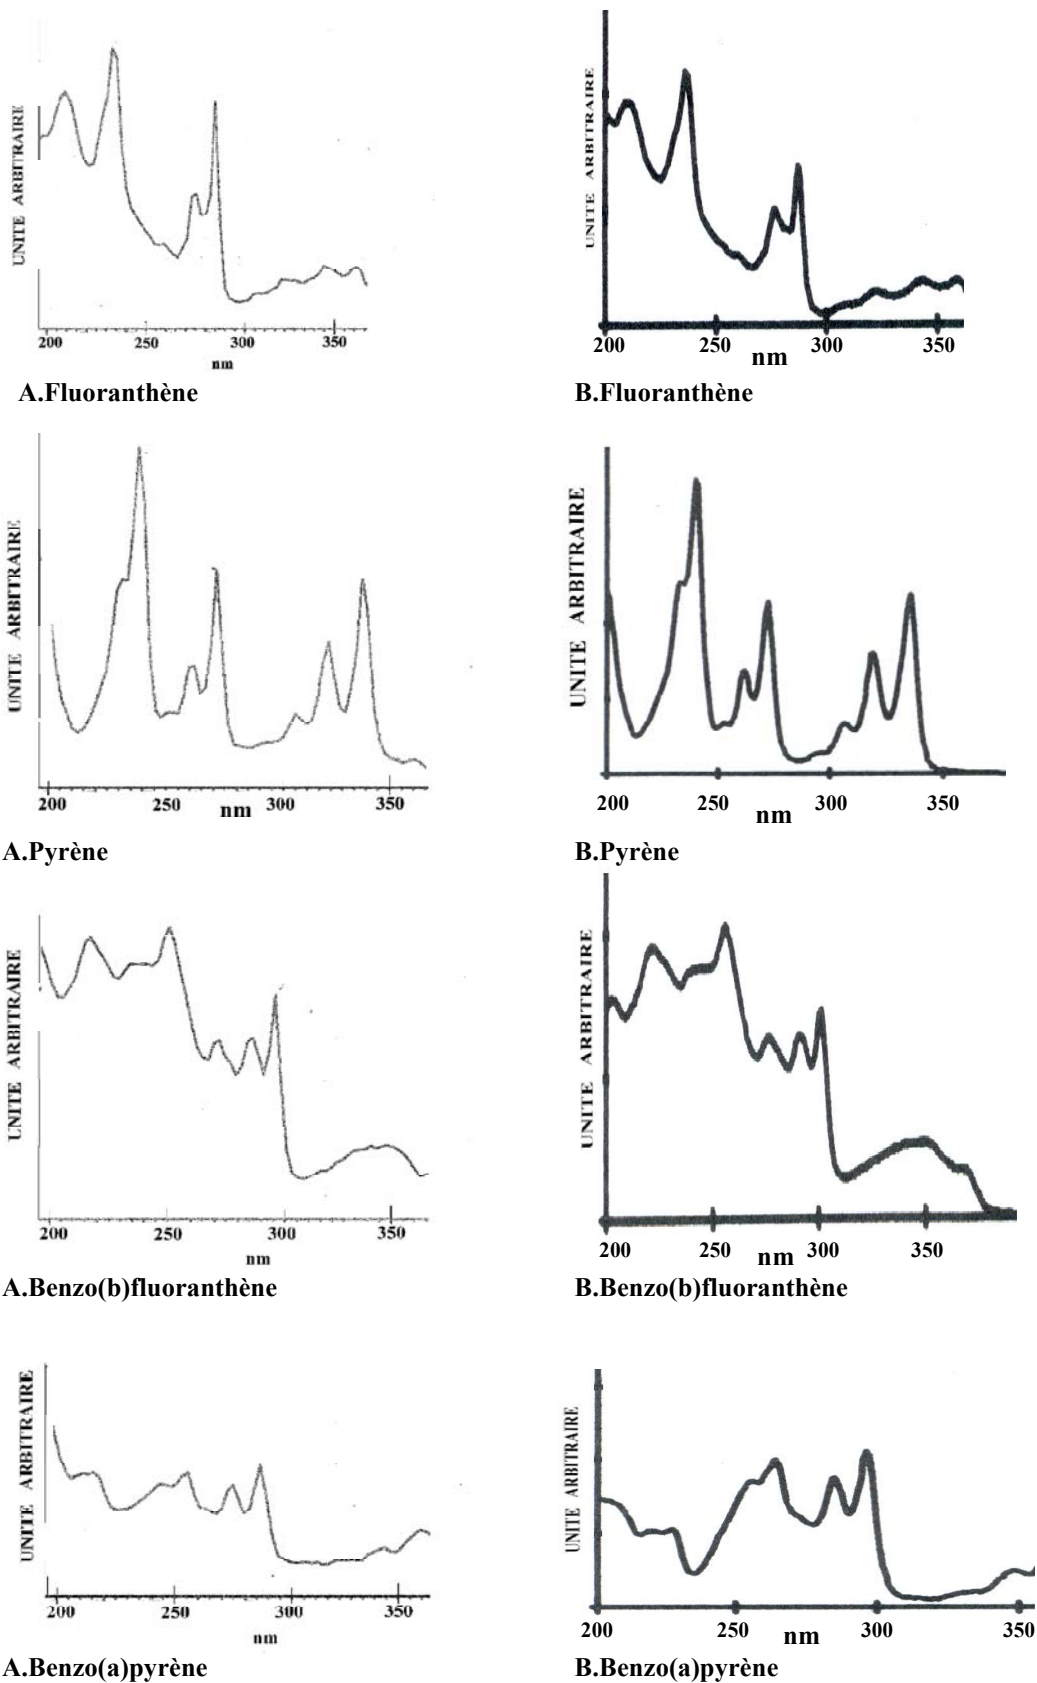 UNITE ARBITRAIRE
200 250 300 350
nm
A.Fluoranthène
UNITE ARBITRAIRE
200 250 300 350
nm
B.Fluoranthène
UNITE ARBITRAIRE
200 250 300 350
nm
A.Pyrène
UNITE ARBITRAIRE
200 250 300 350
nm
B.Pyrène
UNITE ARBITRAIRE
200 250 300 350
nm
A.Benzo(b)fluoranthène
UNITE ARBITRAIRE
200 250 300 350
nm
B.Benzo(b)fluoranthène
UNITE ARBITRAIRE
200 250 300 350
nm
A.Benzo(a)pyrène
UNITE ARBITRAIRE
200 250 300 350
nm
B.Benzo(a)pyrène